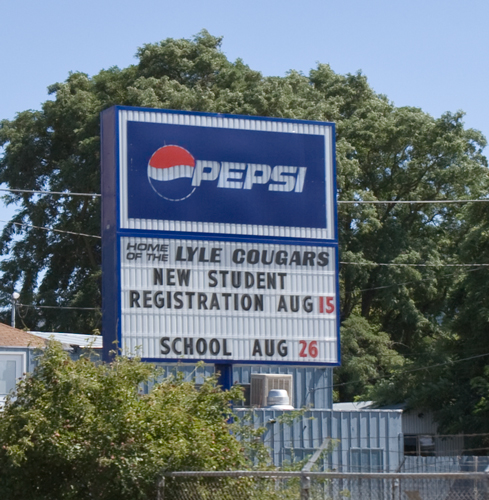 PEPSI
HOME OF THE LYLE COUGARS
NEW STUDENT
REGISTRATION AUG 15
SCHOOL AUG 26